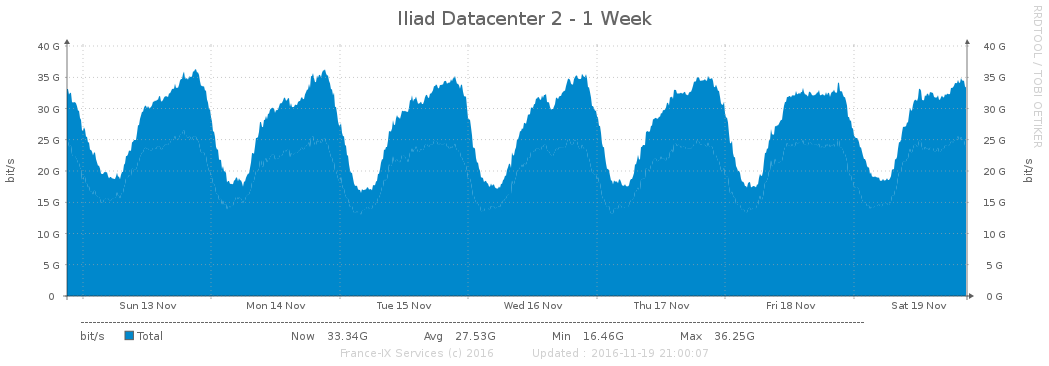 Iliad Datacenter 2 - 1 Week
RRDTOOL / TOBI OETIKER
bit/s
40 G
35 G
30 G
25 G
20 G
15 G
10 G
5 G
0
40 G
35 G
30 G
25 G
20 G
15 G
10 G
5 G
0 G
bit/s
Sun 13 Nov Mon 14 Nov Tue 15 Nov Wed 16 Nov Thu 17 Nov Fri 18 Nov Sat 19 Nov
bit/s Total Now 33.34G Avg 27.53G Min 16.46G Max 36.25G
France-IX Services (c) 2016 Updated : 2016-11-19 21:00:07